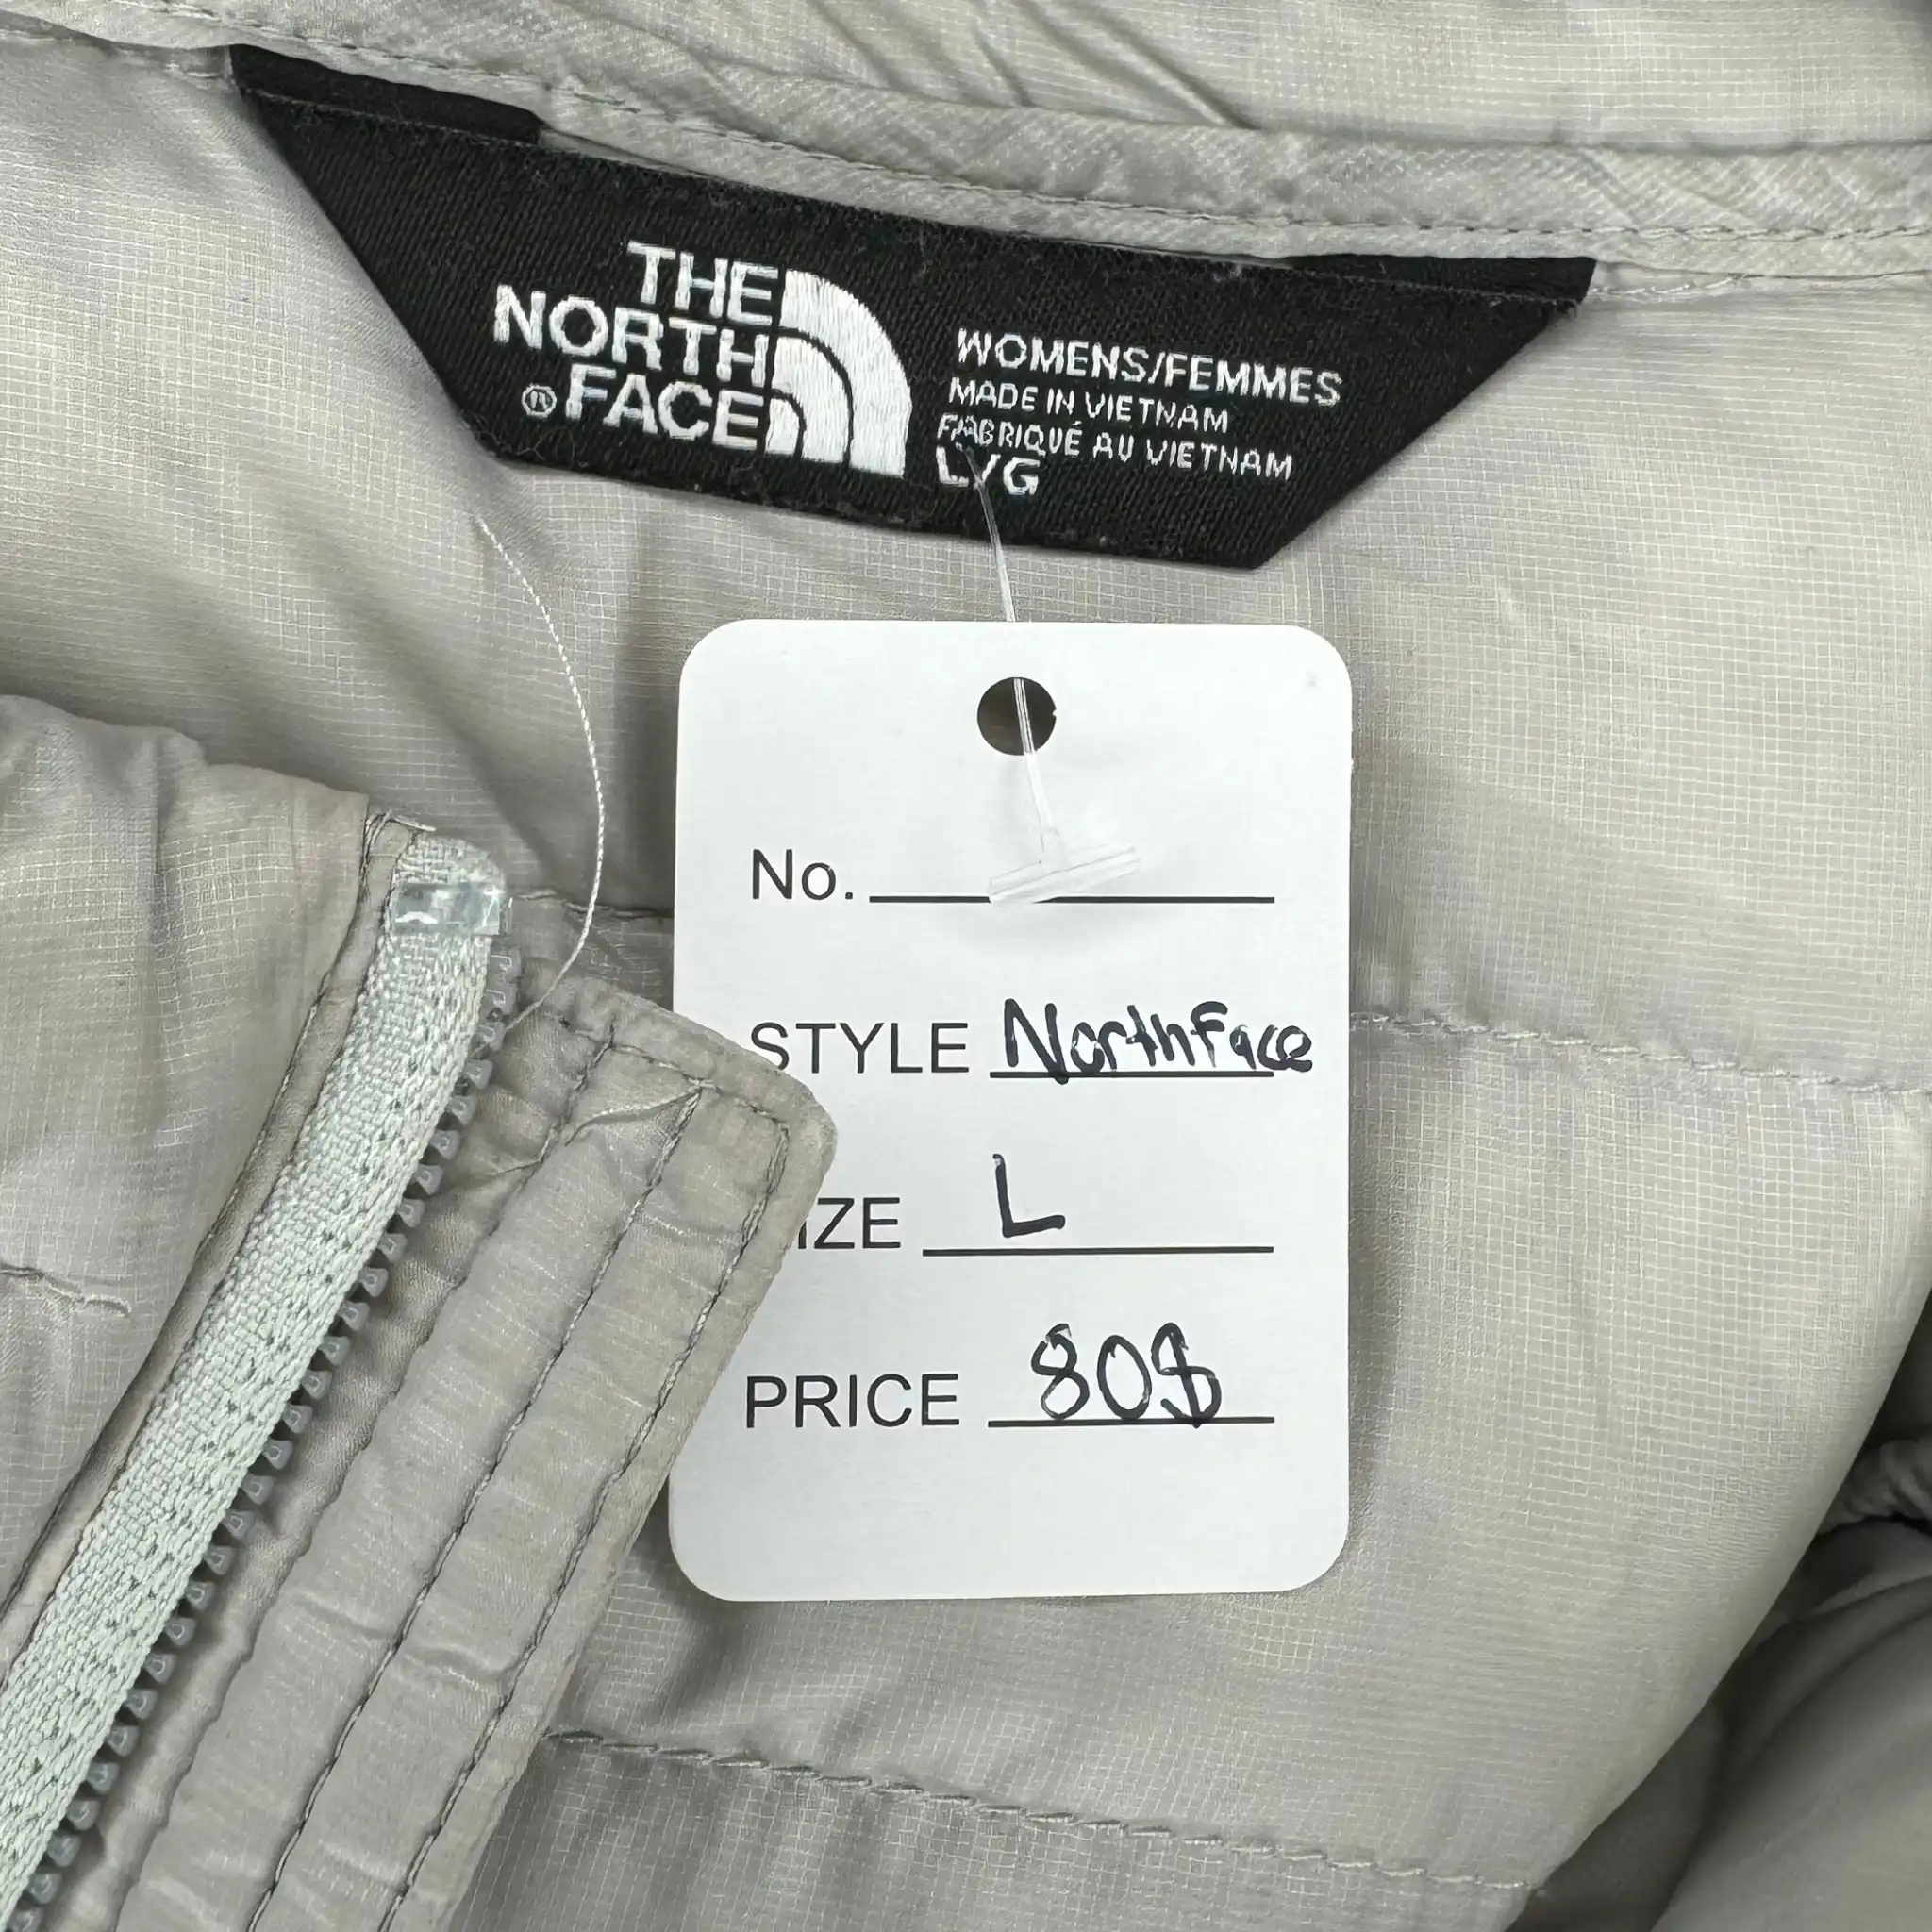 THE
NORTH
® FACE
WOMENS/FEMMES
MADE IN VIETNAM
FABRIQUÉ AU VIETNAM
L/G
No.
STYLE Northface
IZE L
PRICE 80$